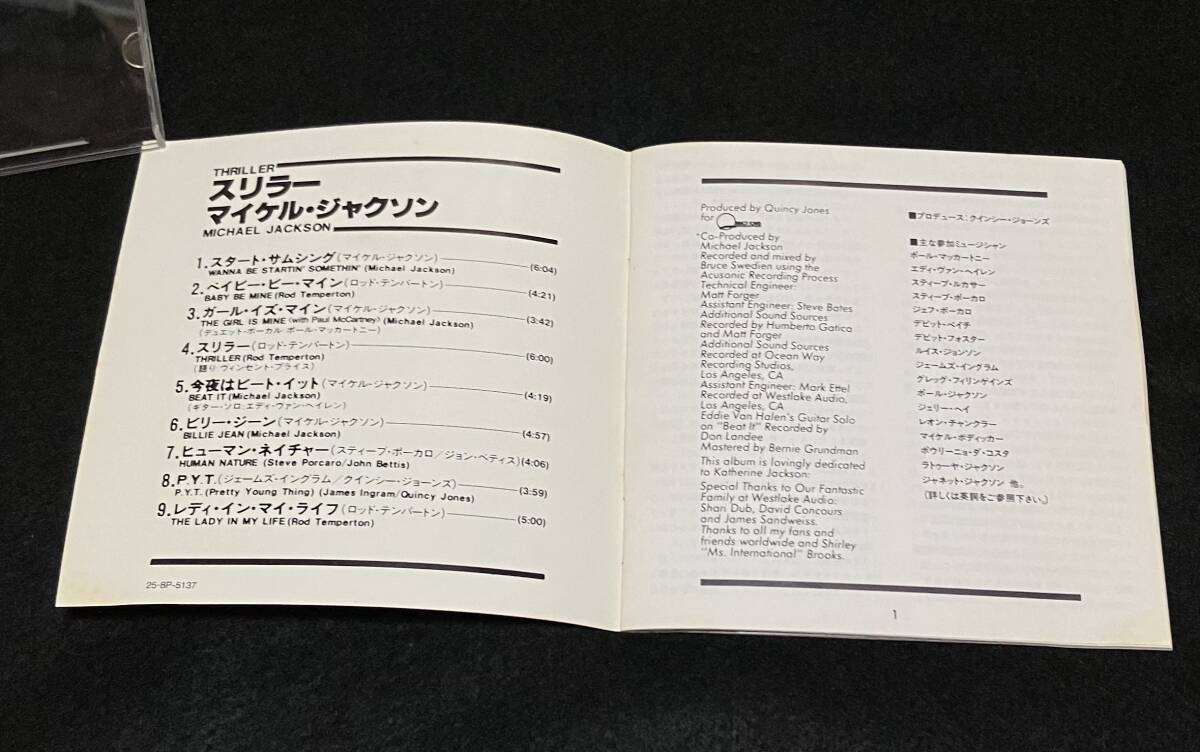 THRILLER
スリラー
マイケル・ジャクソン
MICHAEL JACKSON
1.スタート・サムシング(マイケル・ジャクソン) (6:04)
WANNA BE STARTIN' SOMETHIN' (Michael Jackson)
2.ベイビー・ビー・マイン(ロッド・テンパートン) (4:21)
BABY BE MINE (Rod Temperton)
3.ガール・イズ・マイン(マイケル・ジャクソン) (3:42)
THE GIRL IS MINE (with Paul McCartney) (Michael Jackson)
(デュエット・ボーカル ポール・マッカートニー)
4.スリラー(ロッド・テンパートン) (6:00)
THRILLER (Rod Temperton)
(語り:ヴィンセント・プライス)
5.今夜はビート・イット(マイケル・ジャクソン) (4:19)
BEAT IT (Michael Jackson)
(ギター・ソロ:エディ・ヴァン・ヘイレン)
6.ビリー・ジーン(マイケル・ジャクソン) (4:57)
BILLIE JEAN (Michael Jackson)
7.ヒューマン・ネイチャー(スティーブ・ポーカロ/ジョン・ベティス) (4:06)
HUMAN NATURE (Steve Porcaro/John Bettis)
8.P.Y.T.(ジェームズ・イングラム/クインシー・ジョーンズ) (3:59)
P.Y.T. (Pretty Young Thing) (James Ingram/Quincy Jones)
9.レディ・イン・マイ・ライフ(ロッド・テンパートン) (5:00)
THE LADY IN MY LIFE (Rod Temperton)
25-8P-5137
Produced by Quincy Jones
for
*Co-Produced by
Michael Jackson
Recorded and mixed by
Bruce Swedien using the
Acusonic Recording Process
Technical Engineer:
Matt Forger
Assistant Engineer: Steve Bates
Additional Sound Sources
Recorded by Humberto Gatica
and Matt Forger
Additional Sound Sources
Recorded at Ocean Way
Recording Studios,
Los Angeles, CA
Assistant Engineer: Mark Ettel
Recorded at Westlake Audio,
Los Angeles, CA
Eddie Van Halen's Guitar Solo
on "Beat It" Recorded by
Don Landee
Mastered by Bernie Grundman
This album is lovingly dedicated
to Katherine Jackson:
Special Thanks to Our Fantastic
Family at Westlake Audio:
Shari Dub, David Concours
and James Sandweiss.
Thanks to all my fans and
friends worldwide and Shirley
"Ms. International" Brooks.
■プロデュース:クインシー・ジョーンズ
■主な参加ミュージシャン
ポール・マッカートニー
エディ・ヴァン・ヘイレン
スティーブ・ルカサー
スティーブ・ポーカロ
ジェフ・ポーカロ
デビット・ペイチ
デビット・フォスター
ルイス・ジョンソン
ジェームズ・イングラム
グレッグ・フィリンゲインズ
ポール・ジャクソン
ジェリー・ヘイ
レオン・チャンクラー
マイケル・ボディッカー
ポウリーニョ・ダ・コスタ
ラトゥーヤ・ジャクソン
ジャネット・ジャクソン 他。
(詳しくは英詞をご参照下さい。)
1